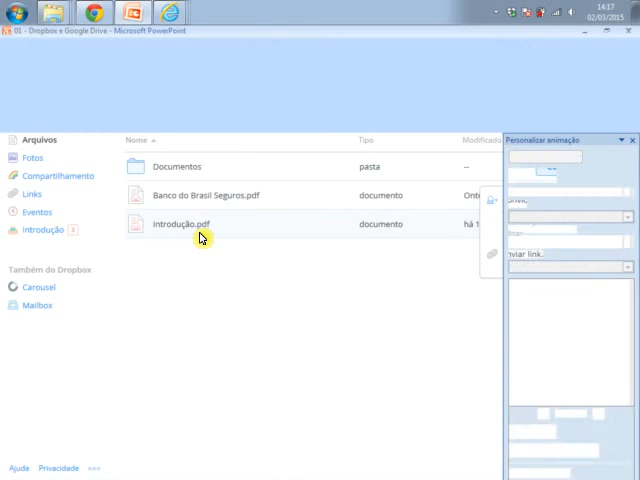 14:17
02/03/2015
01 - Dropbox e Google Drive - Microsoft PowerPoint
Arquivos
Nome
Tipo
Modificado
Personalizar animação
Fotos
Documentos
pasta
--
Compartilhamento
Links
Banco do Brasil Seguros.pdf
documento
Eventos
Introdução 3
Introdução.pdf
documento
há 1
nviar link..
Também do Dropbox
Carousel
Mailbox
Ajuda
Privacidade